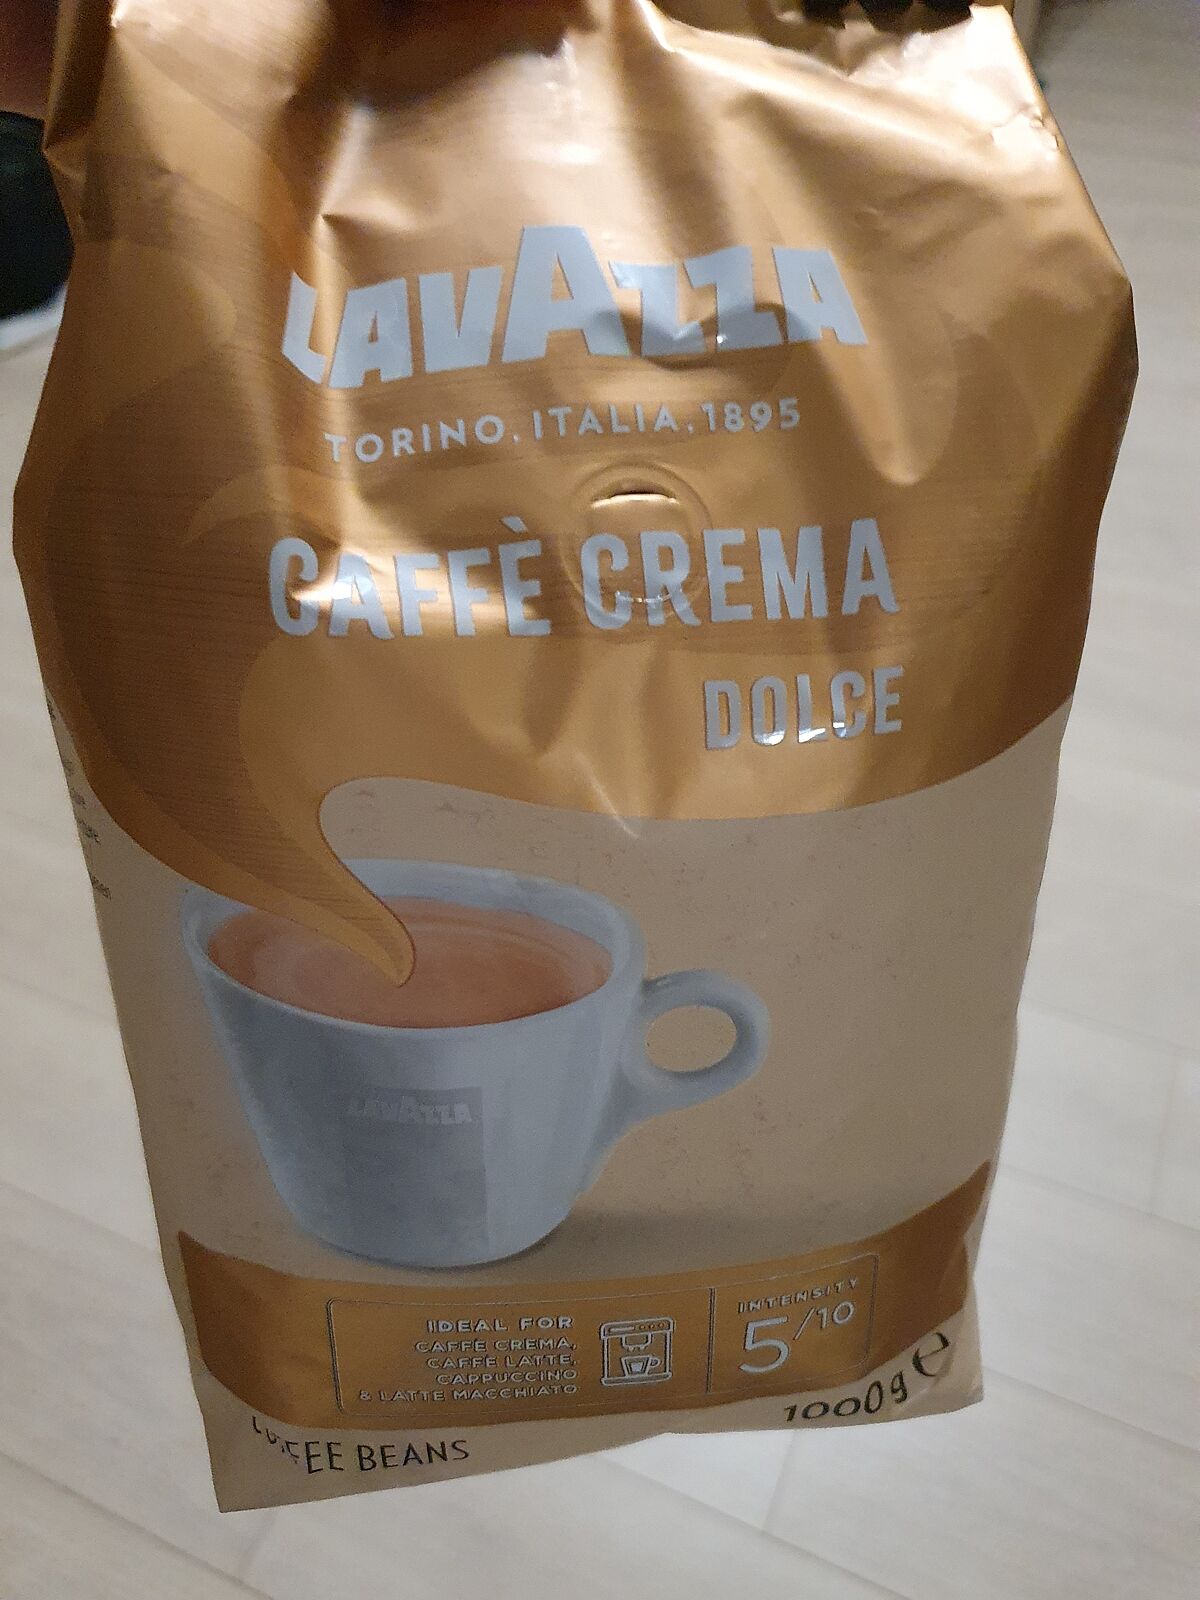 LAVAZZA
TORINO, ITALIA, 1895
CAFFÈ CREMA
DOLCE
LAVAZZA
IDEAL FOR
CAFFÈ CREMA,
CAFFÈ LATTE,
CAPPUCCINO
& LATTE MACCHIATO
INTENSITY
5/10
1000g e
COFFEE BEANS